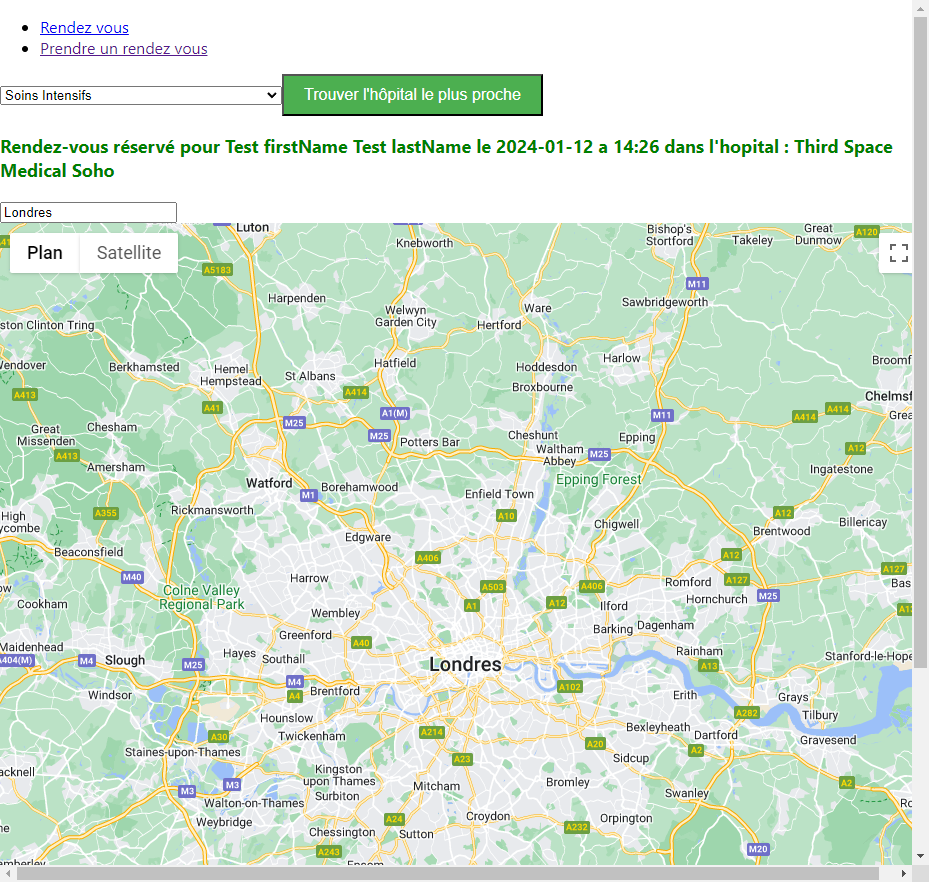 Rendez vous
Prendre un rendez vous
Soins Intensifs
Trouver l'hôpital le plus proche
Rendez-vous réservé pour Test firstName Test lastName le 2024-01-12 a 14:26 dans l'hopital : Third Space
Medical Soho
Londres
Plan Satellite
Luton
Knebworth
Bishop's
Stortford
Takeley
Great
Dunmow
A120
A5183
M11
Harpenden
Welwyn
Garden City
Ware
Hertford
Sawbridgeworth
ston Clinton Tring
Berkhamsted
Hemel
Hempstead
St Albans
Hatfield
Hoddesdon
Broxbourne
Harlow
A413
A41
A414
A1(M)
M25
M25
M11
A414
A414
Great
Missenden
Chesham
Potters Bar
Cheshunt
Waltham
Abbey
M25
Epping
A12
A413
Amersham
Epping Forest
Ingatestone
Watford
M1
Borehamwood
Enfield Town
A355
Rickmansworth
A10
Chigwell
A12
Brentwood
Billericay
High
Edgware
Beaconsfield
A406
A12
M40
Harrow
A503
A406
Romford
A127
A127
Colne Valley
Regional Park
Cookham
Wembley
A1
A12
Ilford
Hornchurch
M25
Greenford
A40
Barking
Dagenham
Maidenhead
A404(M)
M4
Slough
M25
Hayes
Southall
Londres
Rainham
A13
Stanford-le-Hope
Windsor
M4
A4
Brentford
A102
Erith
Grays
Hounslow
A282
Tilbury
A30
Twickenham
A214
Bexleyheath
Dartford
Gravesend
Staines-upon-Thames
A23
A20
Sidcup
A2
Kingston
upon Thames
Surbiton
Mitcham
Bromley
Swanley
A2
M3
M3
Walton-on-Thames
Weybridge
A24
Croydon
A232
Orpington
Chessington
Sutton
A243
M20